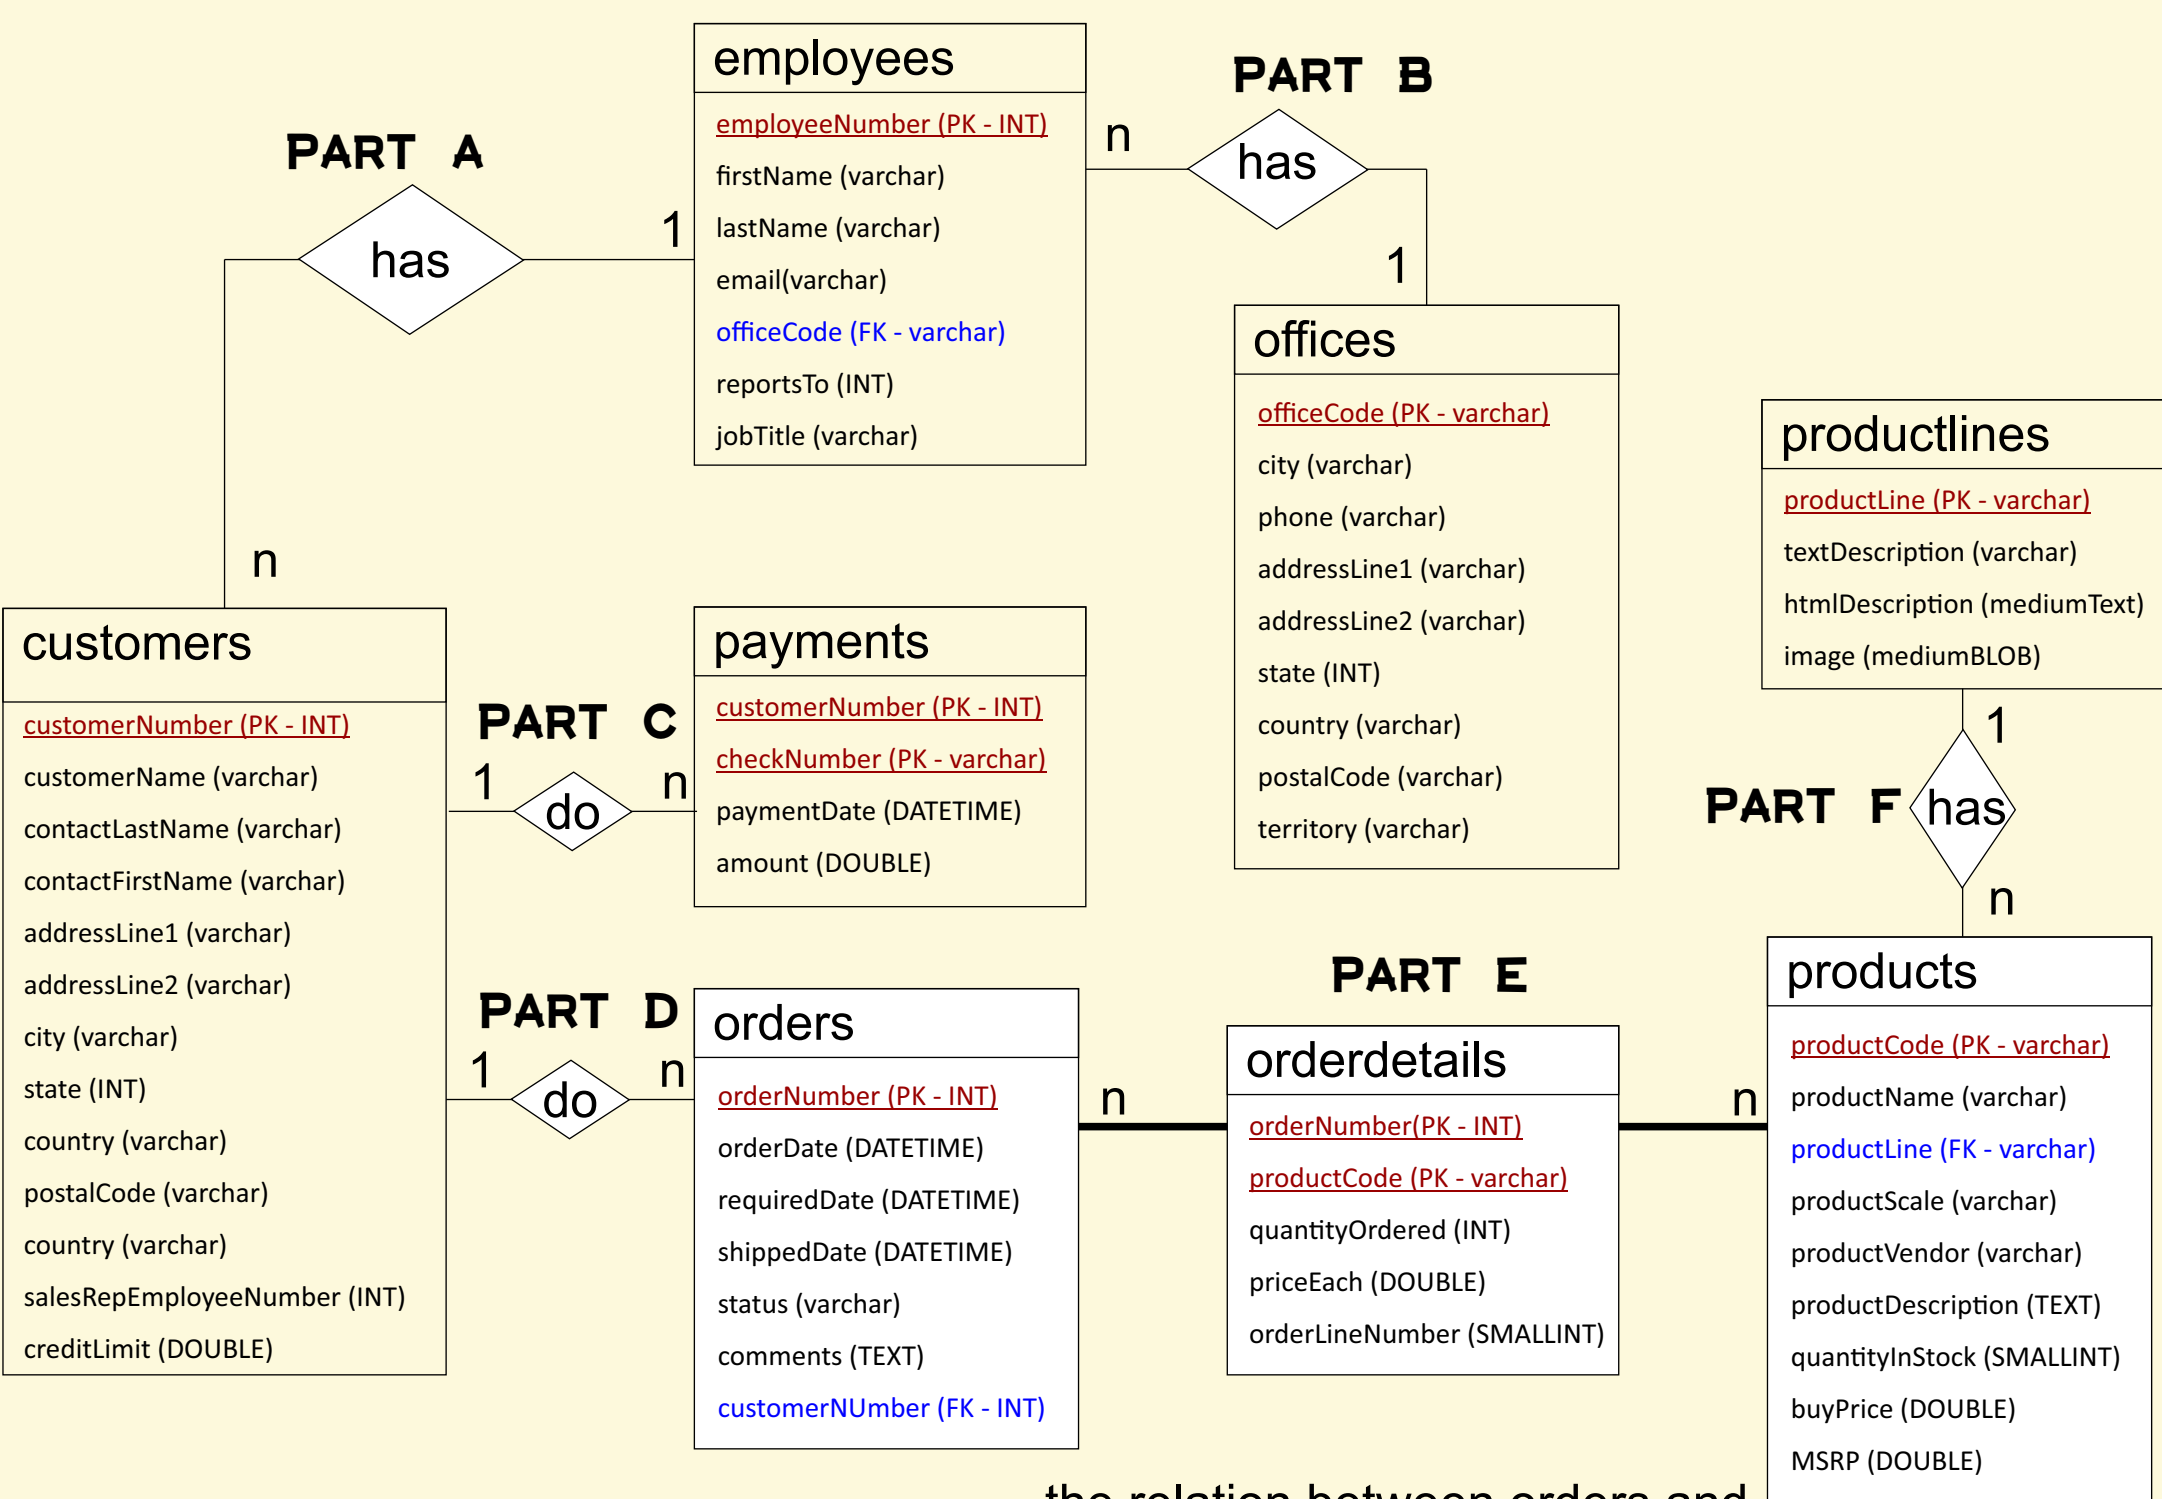 PART A
has
1
n
employees
employeeNumber (PK - INT)
firstName (varchar)
lastName (varchar)
email(varchar)
officeCode (FK - varchar)
reportsTo (INT)
jobTitle (varchar)
PART B
n
has
1
offices
officeCode (PK - varchar)
city (varchar)
phone (varchar)
addressLine1 (varchar)
addressLine2 (varchar)
state (INT)
country (varchar)
postalCode (varchar)
territory (varchar)
productlines
productLine (PK - varchar)
textDescription (varchar)
htmlDescription (mediumText)
image (mediumBLOB)
1
PART F
has
n
customers
customerNumber (PK - INT)
customerName (varchar)
contactLastName (varchar)
contactFirstName (varchar)
addressLine1 (varchar)
addressLine2 (varchar)
city (varchar)
state (INT)
country (varchar)
postalCode (varchar)
country (varchar)
salesRepEmployeeNumber (INT)
creditLimit (DOUBLE)
PART C
1
do
n
payments
customerNumber (PK - INT)
checkNumber (PK - varchar)
paymentDate (DATETIME)
amount (DOUBLE)
PART D
1
do
n
orders
orderNumber (PK - INT)
orderDate (DATETIME)
requiredDate (DATETIME)
shippedDate (DATETIME)
status (varchar)
comments (TEXT)
customerNUmber (FK - INT)
PART E
n
orderdetails
orderNumber(PK - INT)
productCode (PK - varchar)
quantityOrdered (INT)
priceEach (DOUBLE)
orderLineNumber (SMALLINT)
n
products
productCode (PK - varchar)
productName (varchar)
productLine (FK - varchar)
productScale (varchar)
productVendor (varchar)
productDescription (TEXT)
quantityInStock (SMALLINT)
buyPrice (DOUBLE)
MSRP (DOUBLE)
the relation between orders and